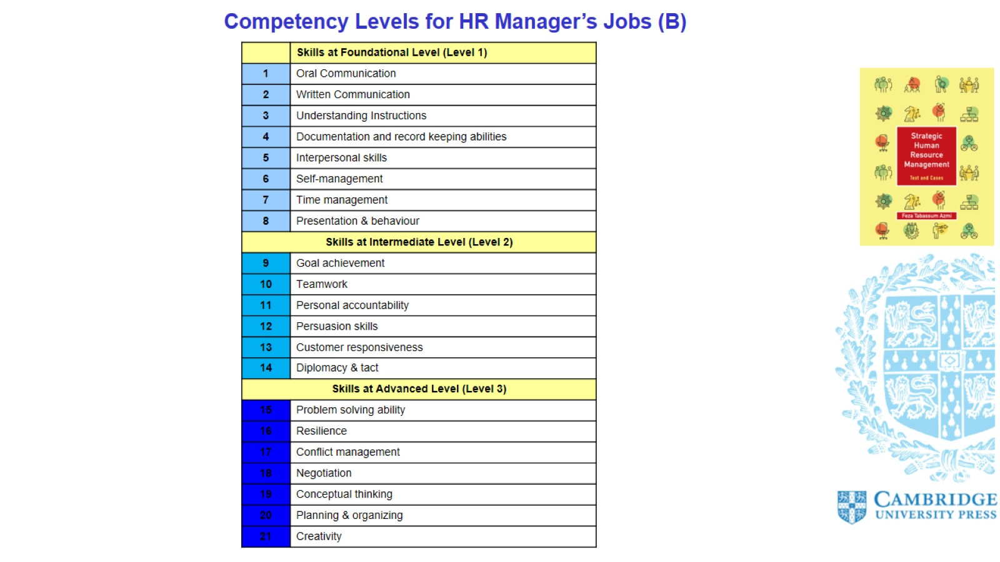 Competency Levels for HR Manager’s Jobs (B)
Skills at Foundational Level (Level 1)
1 Oral Communication
2 Written Communication
3 Understanding Instructions
4 Documentation and record keeping abilities
5 Interpersonal skills
6 Self-management
7 Time management
8 Presentation & behaviour
Skills at Intermediate Level (Level 2)
9 Goal achievement
10 Teamwork
11 Personal accountability
12 Persuasion skills
13 Customer responsiveness
14 Diplomacy & tact
Skills at Advanced Level (Level 3)
15 Problem solving ability
16 Resilience
17 Conflict management
18 Negotiation
19 Conceptual thinking
20 Planning & organizing
21 Creativity
Strategic
Human
Resource
Management
Text and Cases
Feza Tabassum Azmi
CAMBRIDGE
UNIVERSITY PRESS